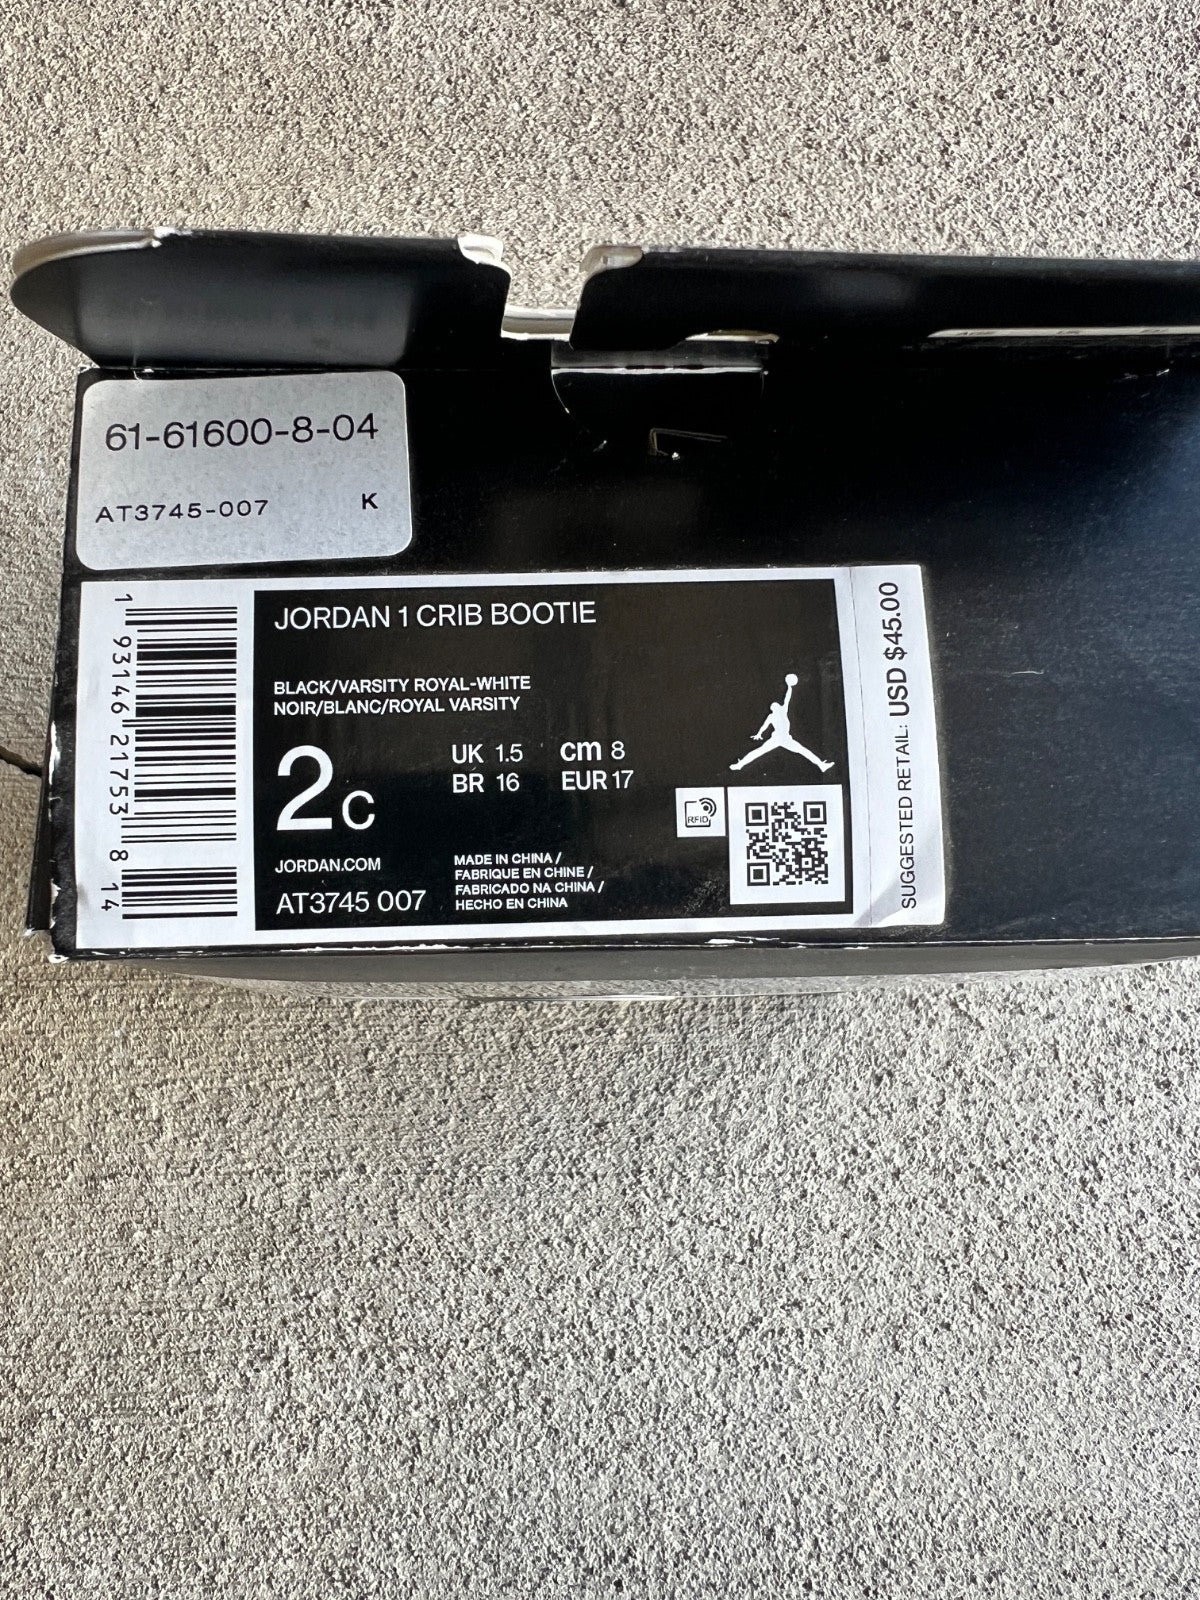 61-61600-8-04
AT3745-007 K
1 93146 21753 8 14
JORDAN 1 CRIB BOOTIE
BLACK/VARSITY ROYAL-WHITE
NOIR/BLANC/ROYAL VARSITY
2C
UK 1.5 cm 8
BR 16 EUR 17
RFID
JORDAN.COM
AT3745 007
MADE IN CHINA /
FABRIQUE EN CHINE /
FABRICADO NA CHINA /
HECHO EN CHINA
SUGGESTED RETAIL: USD $45.00